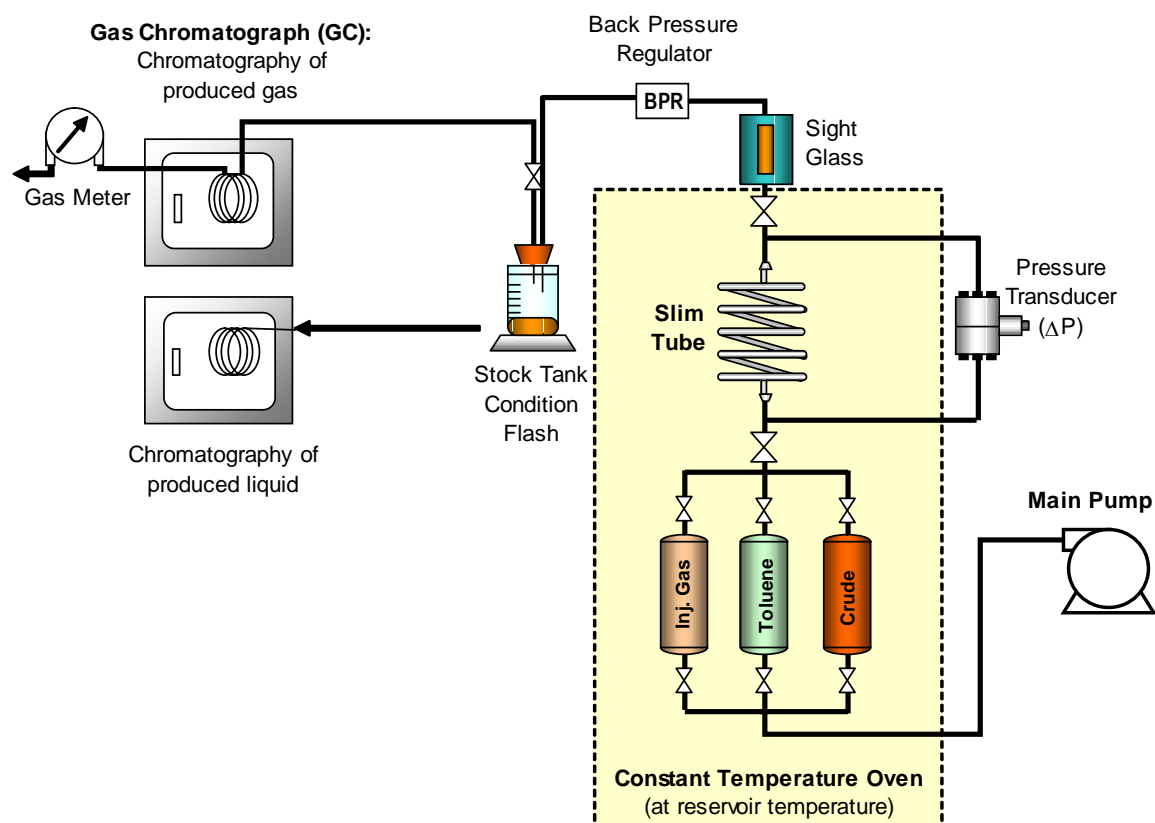 Gas Chromatograph (GC):
Chromatography of
produced gas
Back Pressure
Regulator
BPR
Sight
Glass
Gas Meter
Pressure
Transducer
(ΔP)
Slim
Tube
Stock Tank
Condition
Flash
Chromatography of
produced liquid
Main Pump
Inj. Gas
Toluene
Crude
Constant Temperature Oven
(at reservoir temperature)